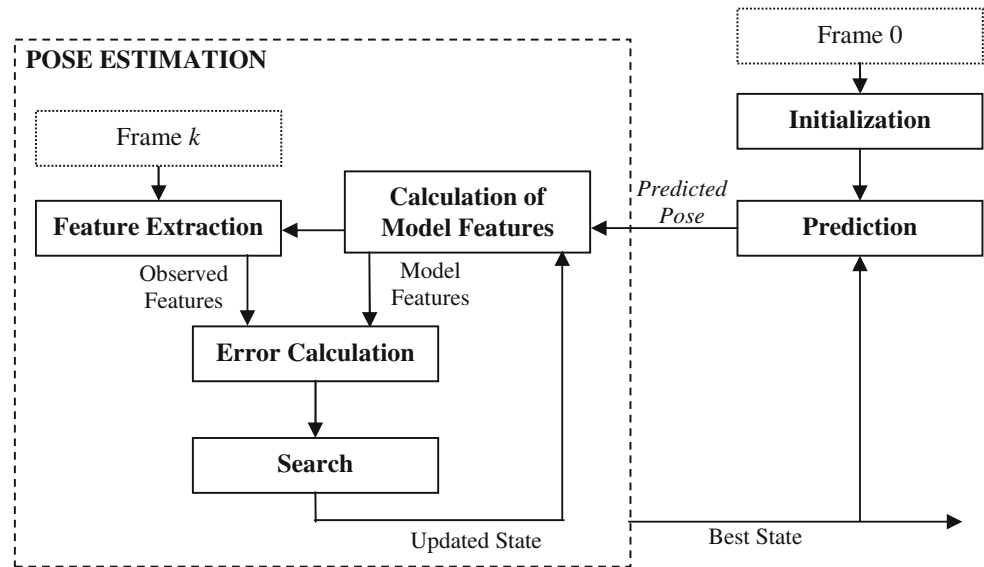 POSE ESTIMATION
Frame 0
Initialization
Frame k
Predicted
Pose
Calculation of
Model Features
Feature Extraction
Prediction
Observed
Features
Model
Features
Error Calculation
Search
Updated State
Best State